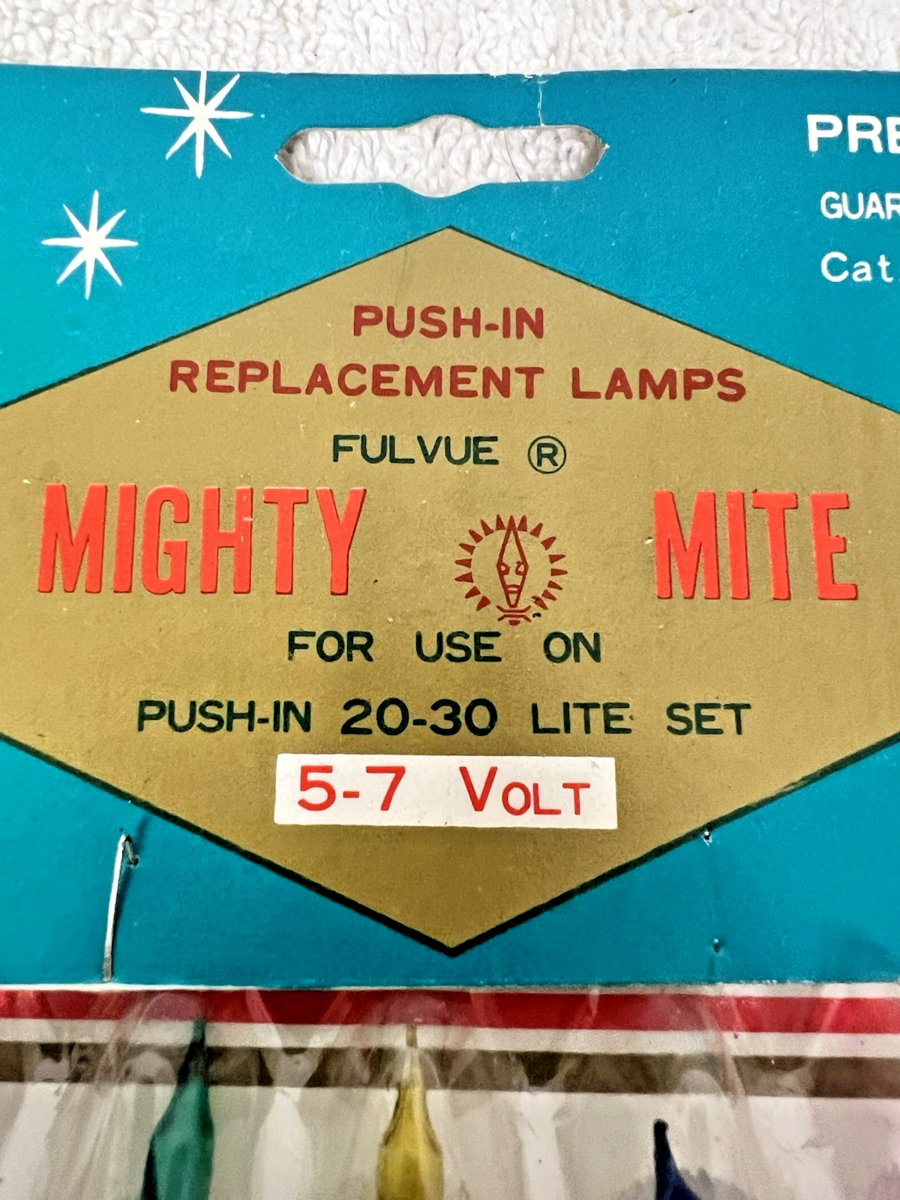 PRE
GUAR
Cat.
PUSH-IN
REPLACEMENT LAMPS
FULVUE ®
MIGHTY MITE
FOR USE ON
PUSH-IN 20-30 LITE SET
5-7 VOLT